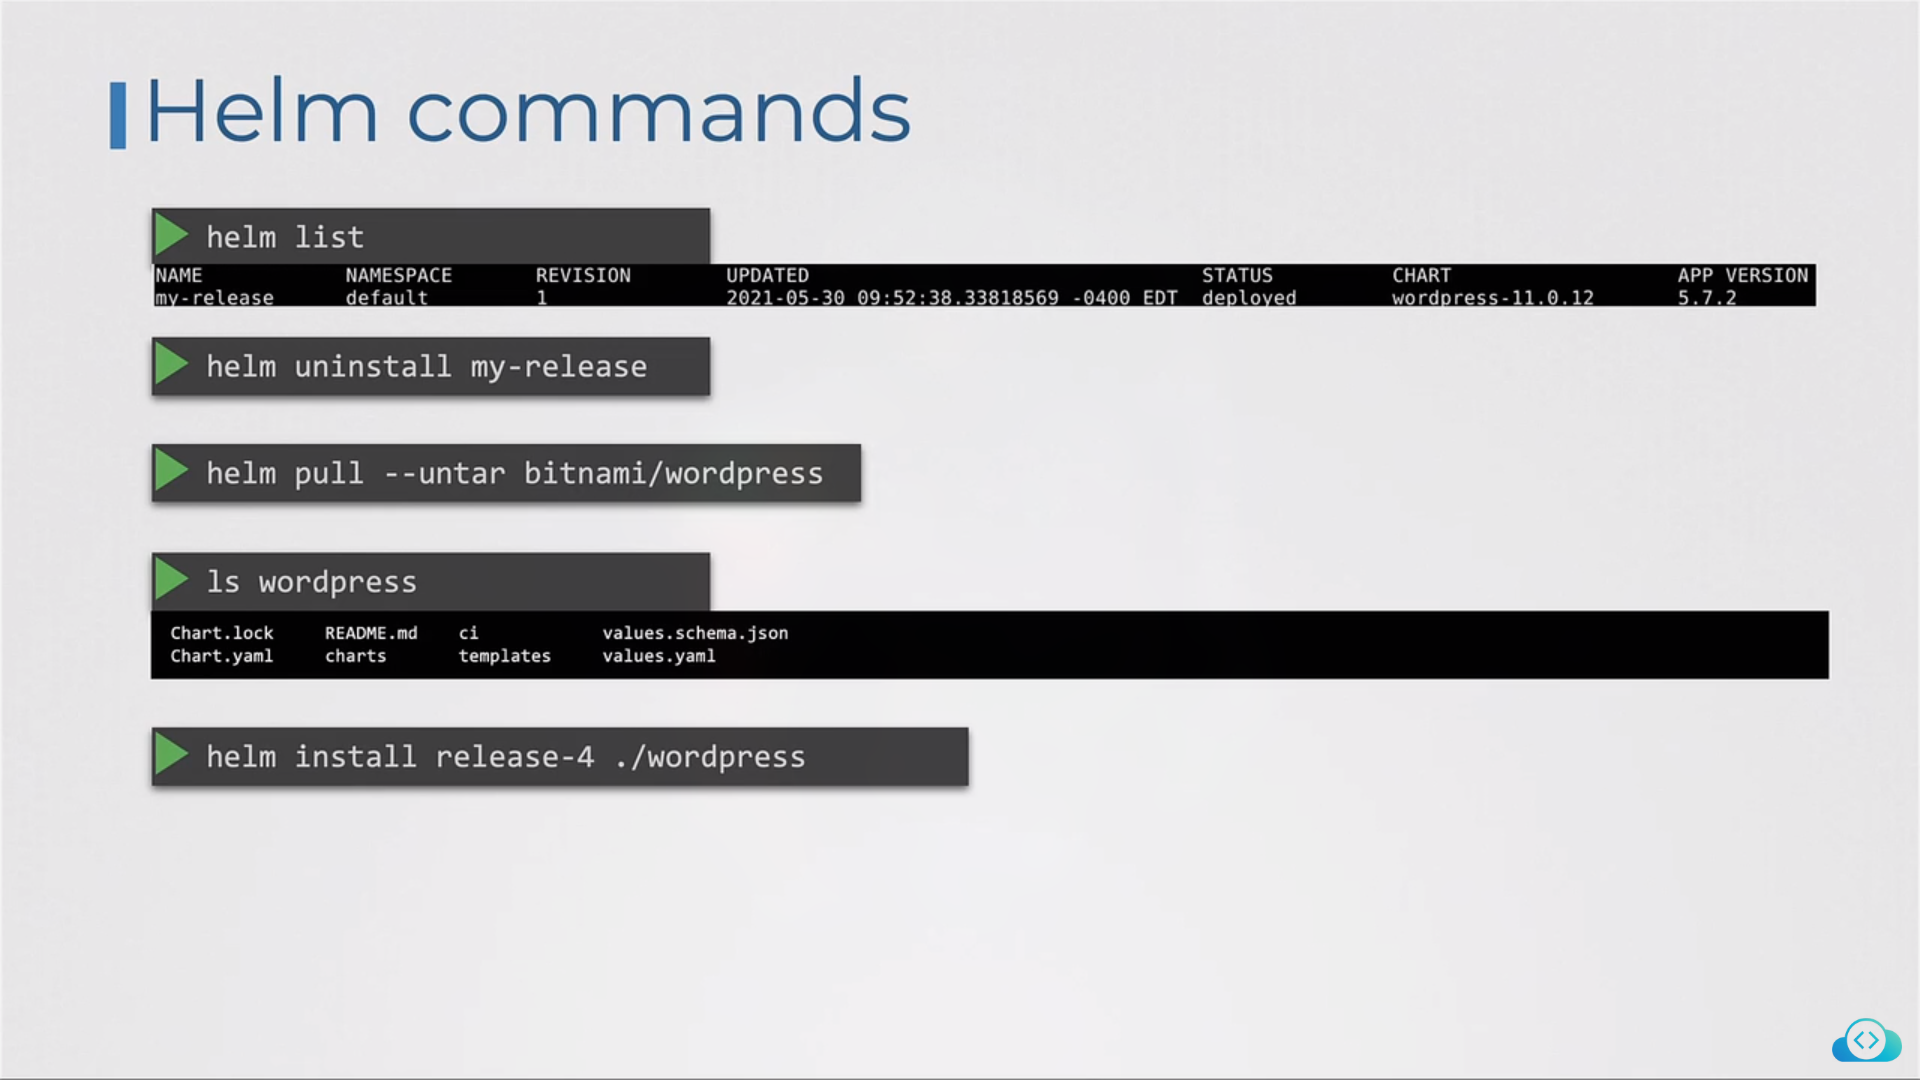 Helm commands
helm list
NAME NAMESPACE REVISION UPDATED STATUS CHART APP VERSION
my-release default 1 2021-05-30 09:52:38.33818569 -0400 EDT deployed wordpress-11.0.12 5.7.2
helm uninstall my-release
helm pull --untar bitnami/wordpress
ls wordpress
Chart.lock README.md ci values.schema.json
Chart.yaml charts templates values.yaml
helm install release-4 ./wordpress